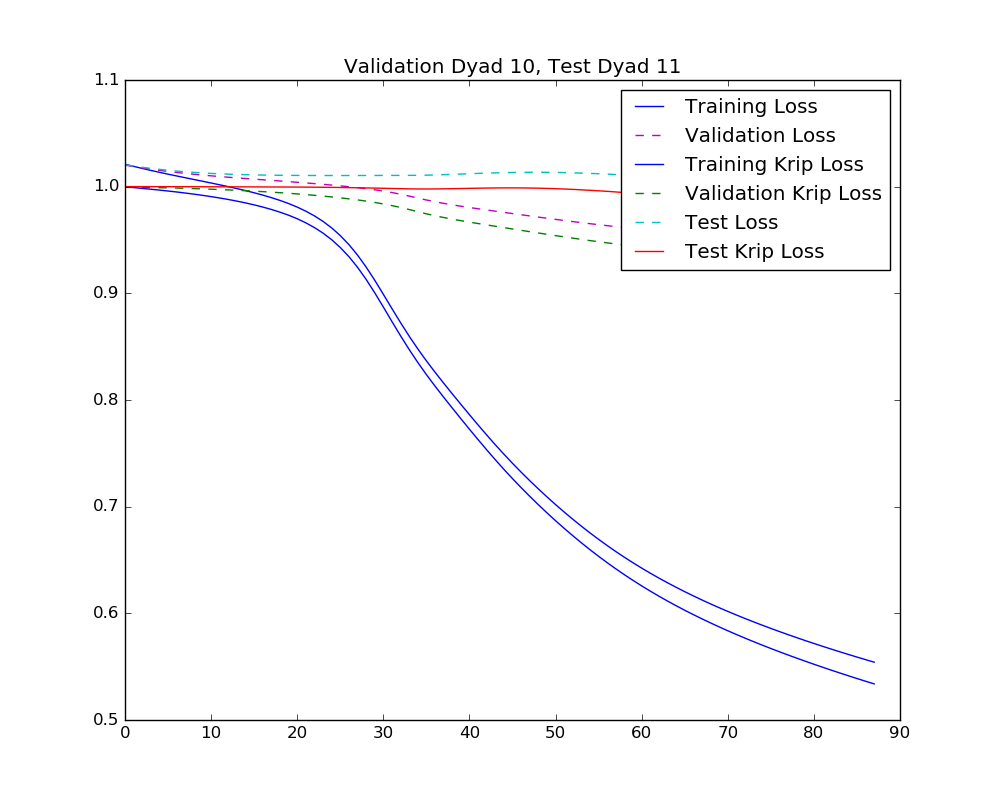 Validation Dyad 10, Test Dyad 11
1.1
1.0
0.9
0.8
0.7
0.6
0.5
0 10 20 30 40 50 60 70 80 90
Training Loss
Validation Loss
Training Krip Loss
Validation Krip Loss
Test Loss
Test Krip Loss